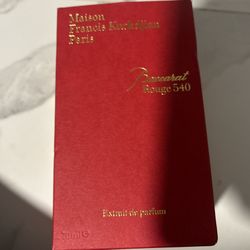 Maison
Francis Kurkdjian
Paris
Baccarat
Rouge 540
Extrait de parfum